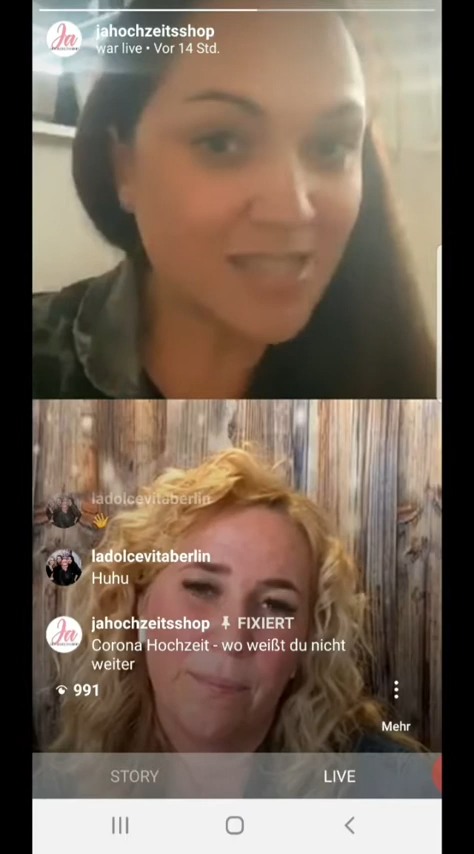 jahochzeitsshop
war live • Vor 14 Std.
ladolcevitaberlin
👋
ladolcevitaberlin
Huhu
jahochzeitsshop FIXIERT
Corona Hochzeit - wo weißt du nicht
weiter
991
Mehr
STORY LIVE